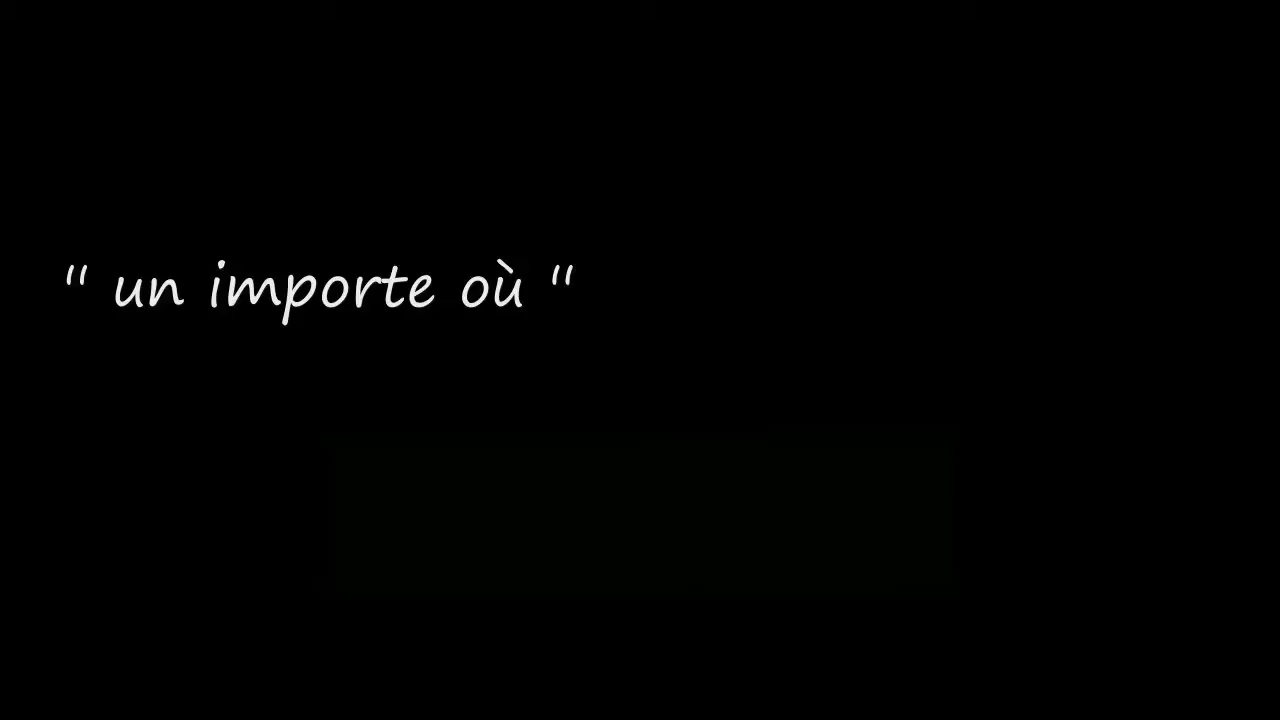 " un importe où "